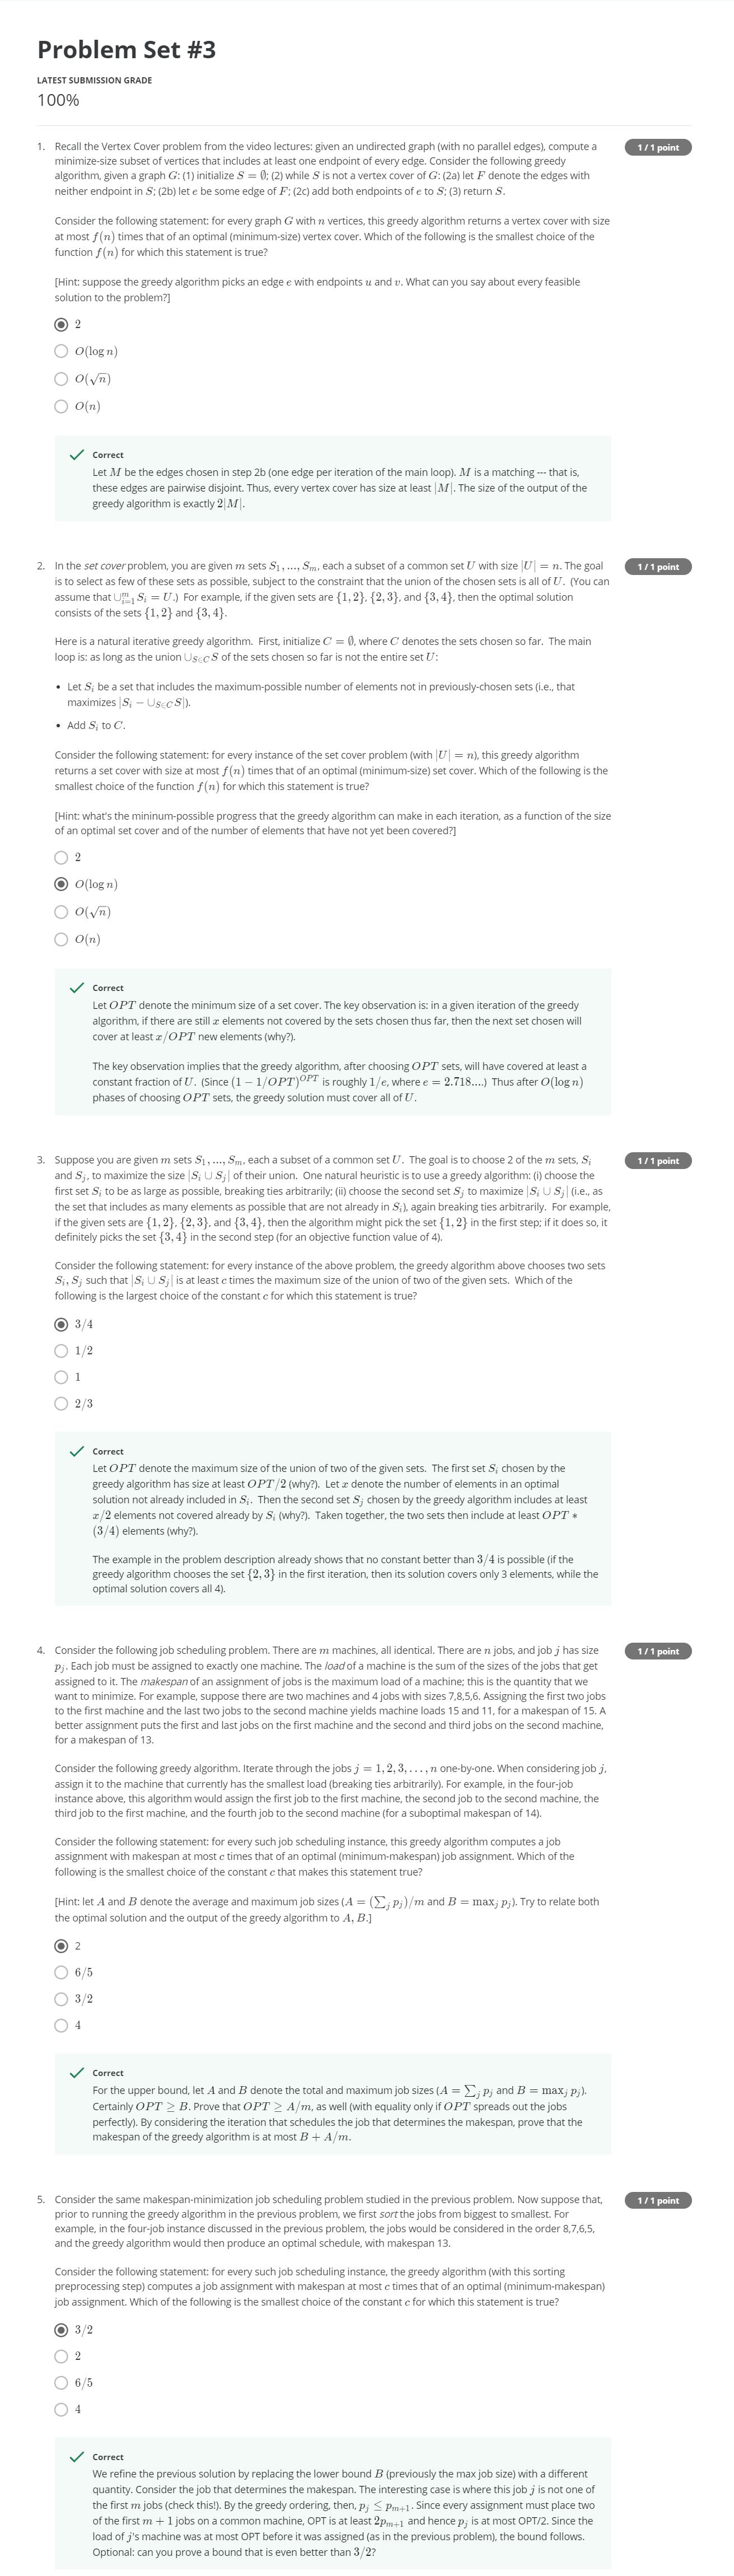 Problem Set #3
LATEST SUBMISSION GRADE
100%
1. Recall the Vertex Cover problem from the video lectures: given an undirected graph (with no parallel edges), compute a
1 / 1 point
minimize-size subset of vertices that includes at least one endpoint of every edge. Consider the following greedy
algorithm, given a graph G: (1) initialize S = ∅; (2) while S is not a vertex cover of G: (2a) let F denote the edges with
neither endpoint in S; (2b) let e be some edge of F; (2c) add both endpoints of e to S; (3) return S.
Consider the following statement: for every graph G with n vertices, this greedy algorithm returns a vertex cover with size
at most f(n) times that of an optimal (minimum-size) vertex cover. Which of the following is the smallest choice of the
function f(n) for which this statement is true?
[Hint: suppose the greedy algorithm picks an edge e with endpoints u and v. What can you say about every feasible
solution to the problem?]
2
O(log n)
O(√n)
O(n)
Correct
Let M be the edges chosen in step 2b (one edge per iteration of the main loop). M is a matching --- that is,
these edges are pairwise disjoint. Thus, every vertex cover has size at least |M|. The size of the output of the
greedy algorithm is exactly 2|M|.
2. In the set cover problem, you are given m sets S₁, ..., Sₘ, each a subset of a common set U with size |U| = n. The goal
1 / 1 point
is to select as few of these sets as possible, subject to the constraint that the union of the chosen sets is all of U. (You can
assume that ∪ᵢ₌₁ᵐ Sᵢ = U.) For example, if the given sets are {1, 2}, {2, 3}, and {3, 4}, then the optimal solution
consists of the sets {1, 2} and {3, 4}.
Here is a natural iterative greedy algorithm. First, initialize C = ∅, where C denotes the sets chosen so far. The main
loop is: as long as the union ∪_{S∈C} S of the sets chosen so far is not the entire set U:
• Let Sᵢ be a set that includes the maximum-possible number of elements not in previously-chosen sets (i.e., that
maximizes |Sᵢ − ∪_{S∈C} S|).
• Add Sᵢ to C.
Consider the following statement: for every instance of the set cover problem (with |U| = n), this greedy algorithm
returns a set cover with size at most f(n) times that of an optimal (minimum-size) set cover. Which of the following is the
smallest choice of the function f(n) for which this statement is true?
[Hint: what's the mininum-possible progress that the greedy algorithm can make in each iteration, as a function of the size
of an optimal set cover and of the number of elements that have not yet been covered?]
2
O(log n)
O(√n)
O(n)
Correct
Let OPT denote the minimum size of a set cover. The key observation is: in a given iteration of the greedy
algorithm, if there are still x elements not covered by the sets chosen thus far, then the next set chosen will
cover at least x/OPT new elements (why?).
The key observation implies that the greedy algorithm, after choosing OPT sets, will have covered at least a
constant fraction of U. (Since (1 − 1/OPT)^{OPT} is roughly 1/e, where e = 2.718....) Thus after O(log n)
phases of choosing OPT sets, the greedy solution must cover all of U.
3. Suppose you are given m sets S₁, ..., Sₘ, each a subset of a common set U. The goal is to choose 2 of the m sets, Sᵢ
1 / 1 point
and Sⱼ, to maximize the size |Sᵢ ∪ Sⱼ| of their union. One natural heuristic is to use a greedy algorithm: (i) choose the
first set Sᵢ to be as large as possible, breaking ties arbitrarily; (ii) choose the second set Sⱼ to maximize |Sᵢ ∪ Sⱼ| (i.e., as
the set that includes as many elements as possible that are not already in Sᵢ), again breaking ties arbitrarily. For example,
if the given sets are {1, 2}, {2, 3}, and {3, 4}, then the algorithm might pick the set {1, 2} in the first step; if it does so, it
definitely picks the set {3, 4} in the second step (for an objective function value of 4).
Consider the following statement: for every instance of the above problem, the greedy algorithm above chooses two sets
Sᵢ, Sⱼ such that |Sᵢ ∪ Sⱼ| is at least c times the maximum size of the union of two of the given sets. Which of the
following is the largest choice of the constant c for which this statement is true?
3/4
1/2
1
2/3
Correct
Let OPT denote the maximum size of the union of two of the given sets. The first set Sᵢ chosen by the
greedy algorithm has size at least OPT/2 (why?). Let x denote the number of elements in an optimal
solution not already included in Sᵢ. Then the second set Sⱼ chosen by the greedy algorithm includes at least
x/2 elements not covered already by Sᵢ (why?). Taken together, the two sets then include at least OPT *
(3/4) elements (why?).
The example in the problem description already shows that no constant better than 3/4 is possible (if the
greedy algorithm chooses the set {2, 3} in the first iteration, then its solution covers only 3 elements, while the
optimal solution covers all 4).
4. Consider the following job scheduling problem. There are m machines, all identical. There are n jobs, and job j has size
1 / 1 point
pⱼ. Each job must be assigned to exactly one machine. The load of a machine is the sum of the sizes of the jobs that get
assigned to it. The makespan of an assignment of jobs is the maximum load of a machine; this is the quantity that we
want to minimize. For example, suppose there are two machines and 4 jobs with sizes 7,8,5,6. Assigning the first two jobs
to the first machine and the last two jobs to the second machine yields machine loads 15 and 11, for a makespan of 15. A
better assignment puts the first and last jobs on the first machine and the second and third jobs on the second machine,
for a makespan of 13.
Consider the following greedy algorithm. Iterate through the jobs j = 1, 2, 3, . . . , n one-by-one. When considering job j,
assign it to the machine that currently has the smallest load (breaking ties arbitrarily). For example, in the four-job
instance above, this algorithm would assign the first job to the first machine, the second job to the second machine, the
third job to the first machine, and the fourth job to the second machine (for a suboptimal makespan of 14).
Consider the following statement: for every such job scheduling instance, this greedy algorithm computes a job
assignment with makespan at most c times that of an optimal (minimum-makespan) job assignment. Which of the
following is the smallest choice of the constant c that makes this statement true?
[Hint: let A and B denote the average and maximum job sizes (A = (∑ⱼ pⱼ)/m and B = maxⱼ pⱼ). Try to relate both
the optimal solution and the output of the greedy algorithm to A, B.]
2
6/5
3/2
4
Correct
For the upper bound, let A and B denote the total and maximum job sizes (A = ∑ⱼ pⱼ and B = maxⱼ pⱼ).
Certainly OPT ≥ B. Prove that OPT ≥ A/m, as well (with equality only if OPT spreads out the jobs
perfectly). By considering the iteration that schedules the job that determines the makespan, prove that the
makespan of the greedy algorithm is at most B + A/m.
5. Consider the same makespan-minimization job scheduling problem studied in the previous problem. Now suppose that,
1 / 1 point
prior to running the greedy algorithm in the previous problem, we first sort the jobs from biggest to smallest. For
example, in the four-job instance discussed in the previous problem, the jobs would be considered in the order 8,7,6,5,
and the greedy algorithm would then produce an optimal schedule, with makespan 13.
Consider the following statement: for every such job scheduling instance, the greedy algorithm (with this sorting
preprocessing step) computes a job assignment with makespan at most c times that of an optimal (minimum-makespan)
job assignment. Which of the following is the smallest choice of the constant c for which this statement is true?
3/2
2
6/5
4
Correct
We refine the previous solution by replacing the lower bound B (previously the max job size) with a different
quantity. Consider the job that determines the makespan. The interesting case is where this job j is not one of
the first m jobs (check this!). By the greedy ordering, then, pⱼ ≤ pₘ₊₁. Since every assignment must place two
of the first m + 1 jobs on a common machine, OPT is at least 2pₘ₊₁ and hence pⱼ is at most OPT/2. Since the
load of j's machine was at most OPT before it was assigned (as in the previous problem), the bound follows.
Optional: can you prove a bound that is even better than 3/2?